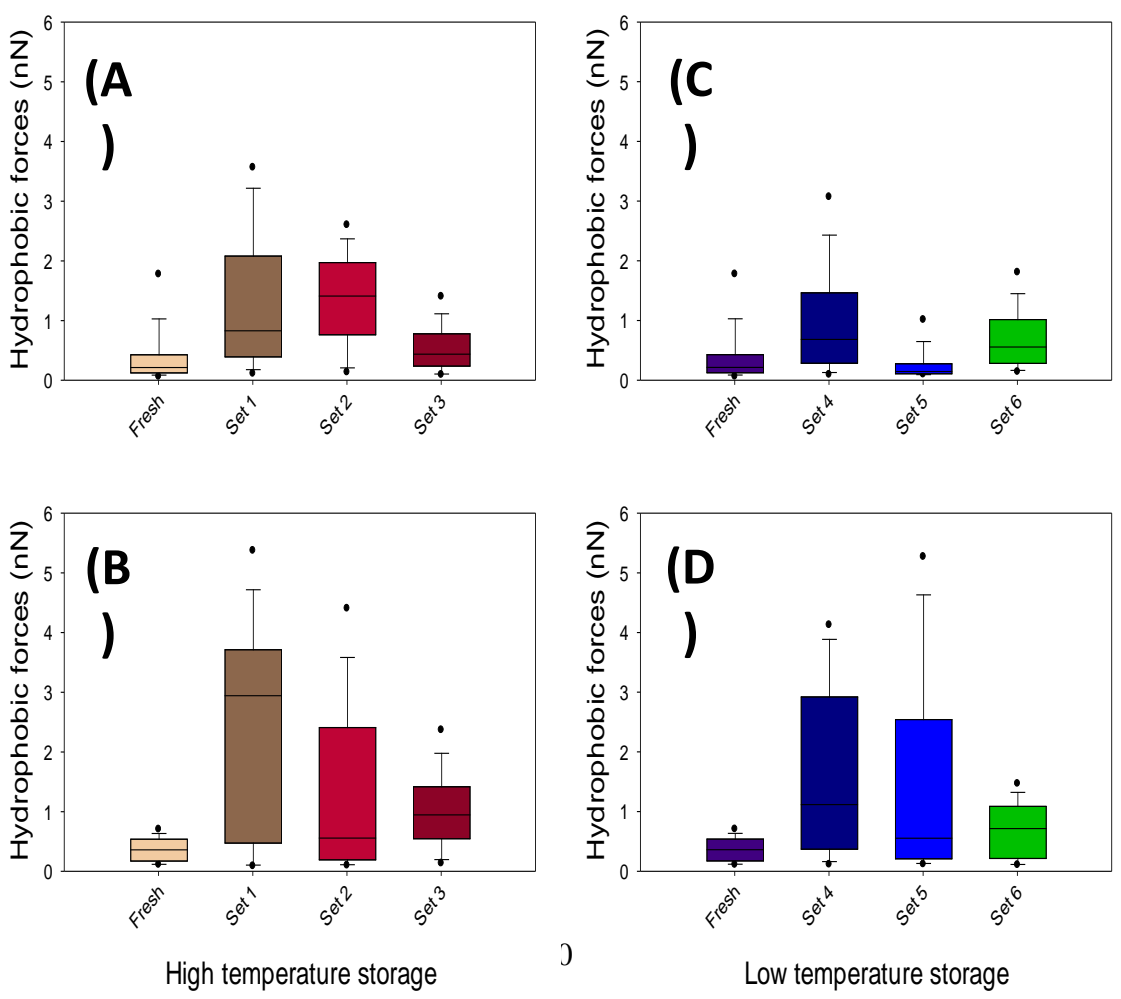 Hydrophobic forces (nN)
6
5
4
3
2
1
0
(A
)
Fresh
Set 1
Set 2
Set 3
Hydrophobic forces (nN)
6
5
4
3
2
1
0
(C
)
Fresh
Set 4
Set 5
Set 6
Hydrophobic forces (nN)
6
5
4
3
2
1
0
(B
)
Fresh
Set 1
Set 2
Set 3
High temperature storage
Hydrophobic forces (nN)
6
5
4
3
2
1
0
(D
)
Fresh
Set 4
Set 5
Set 6
Low temperature storage